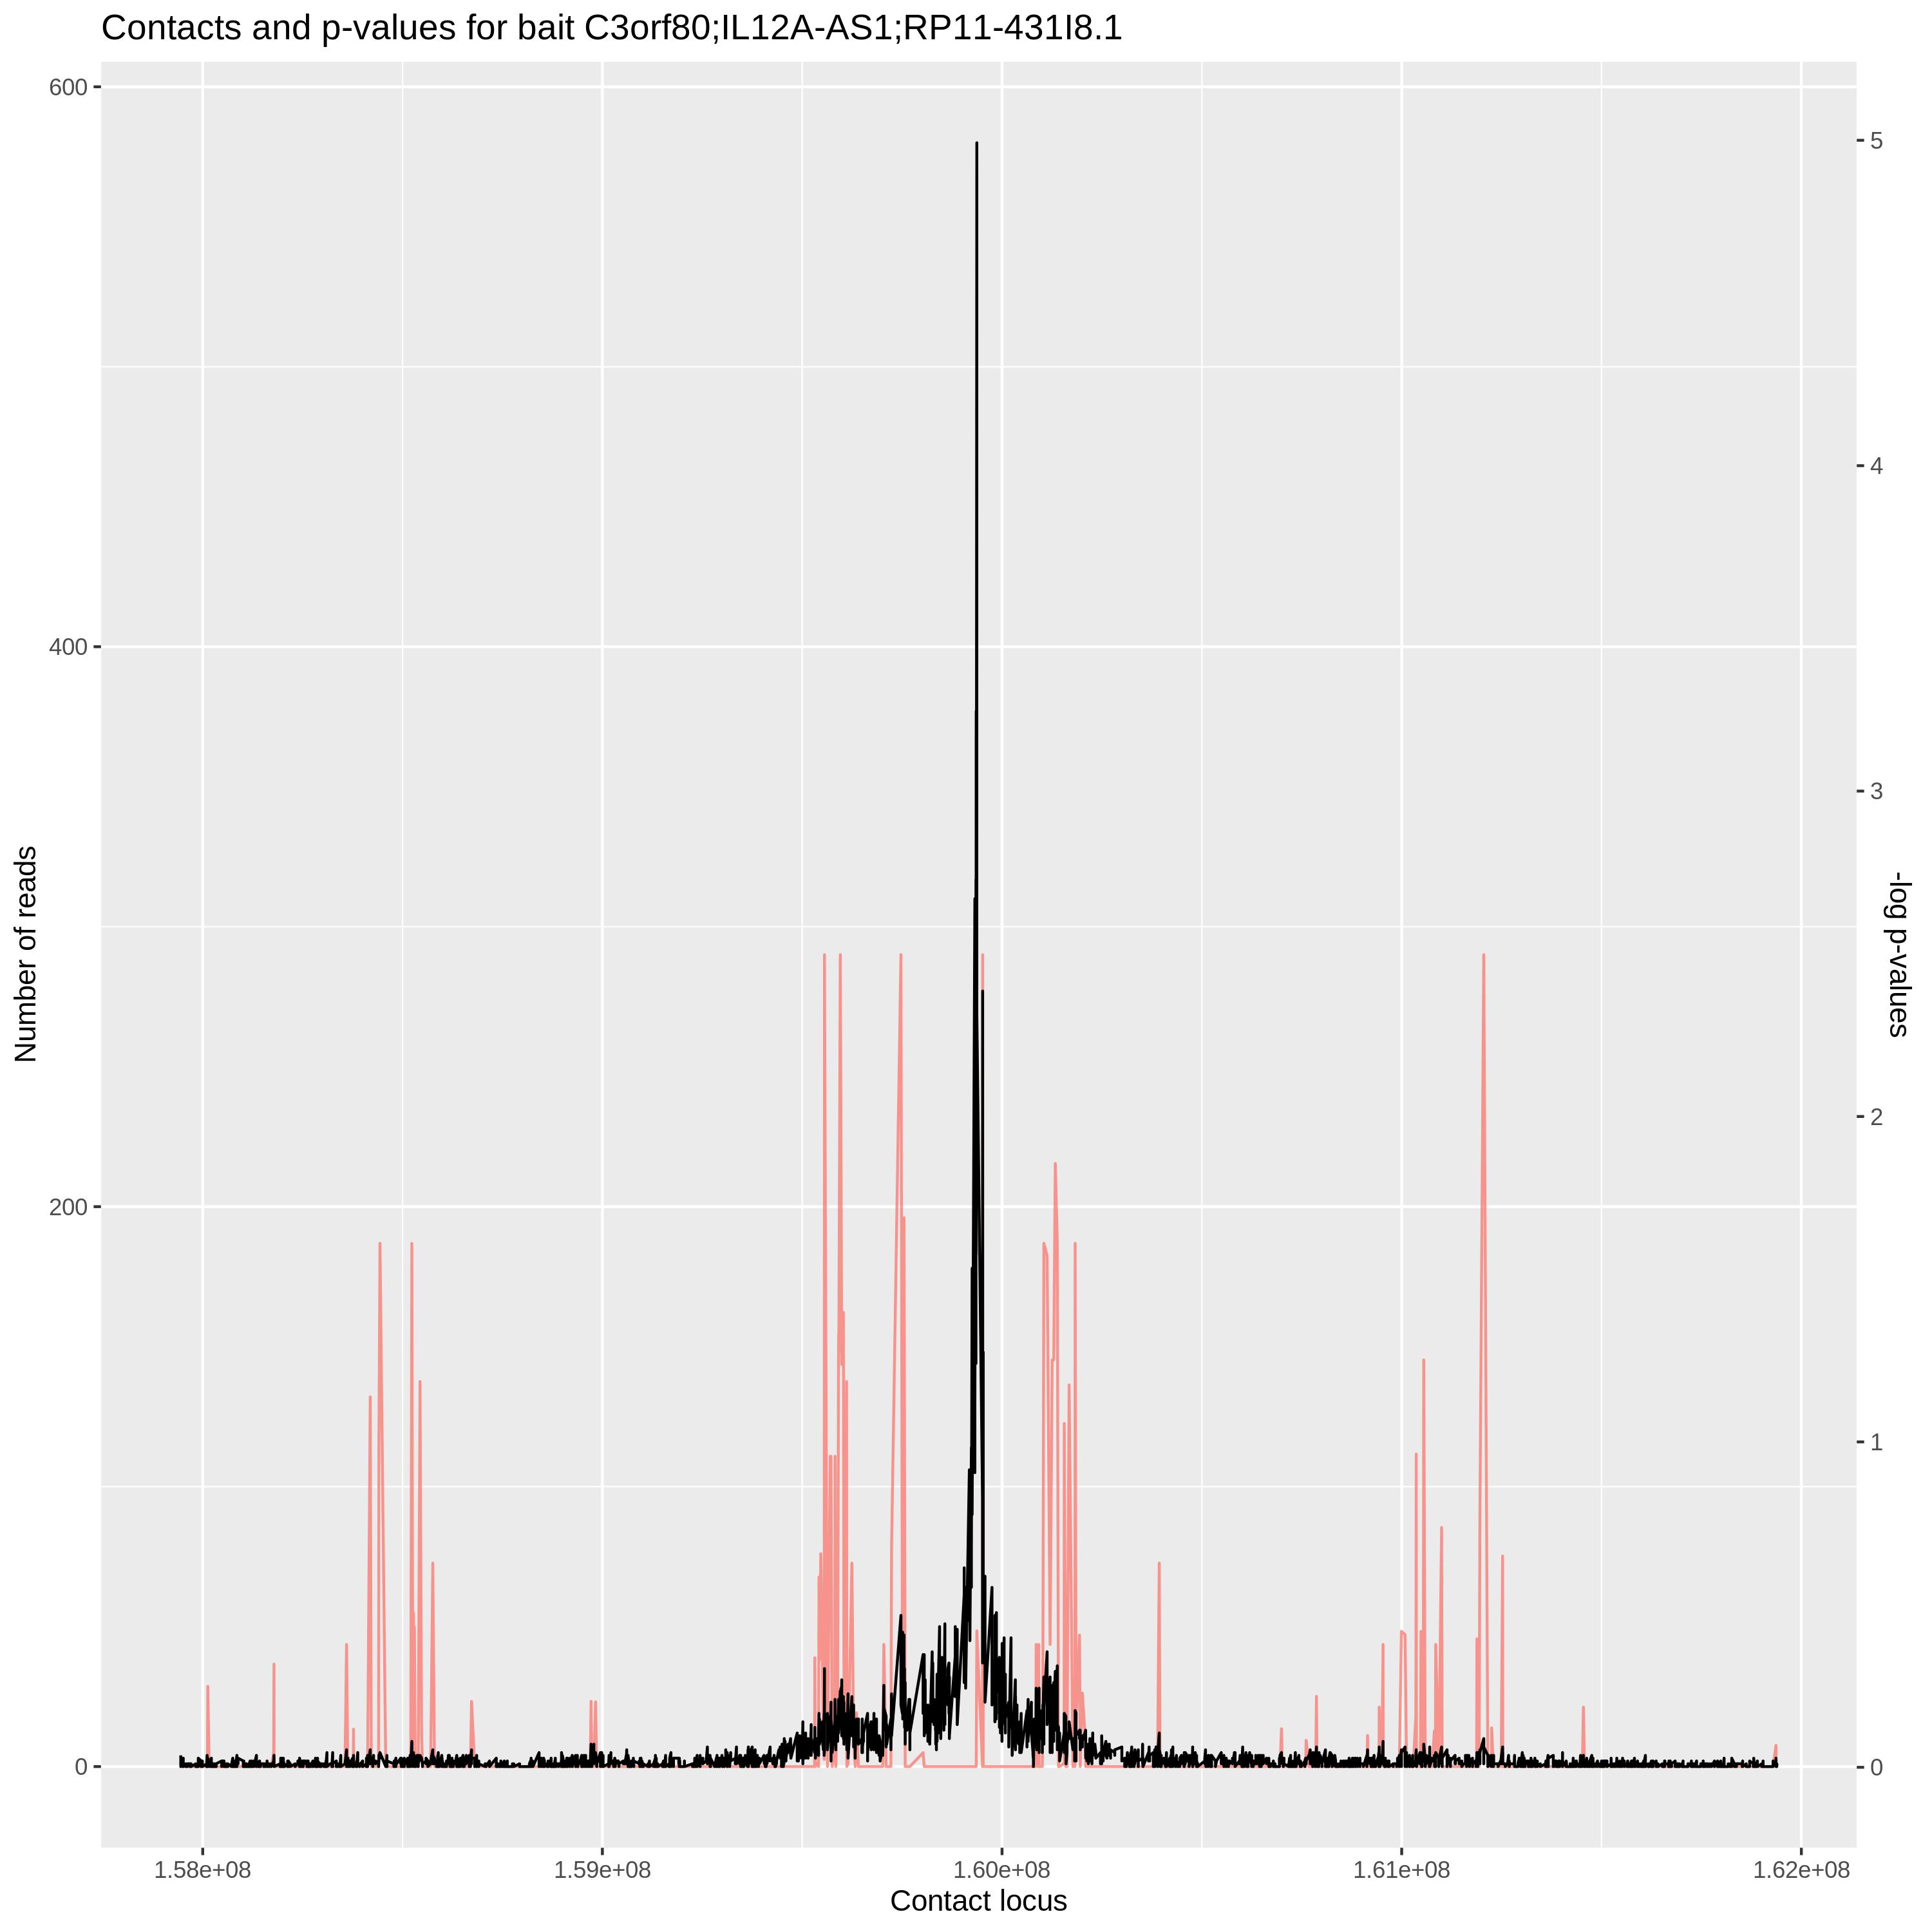 Contacts and p-values for bait C3orf80;IL12A-AS1;RP11-431I8.1
600
400
200
0
Number of reads
5
4
3
2
1
0
-log p-values
1.58e+08
1.59e+08
1.60e+08
1.61e+08
1.62e+08
Contact locus